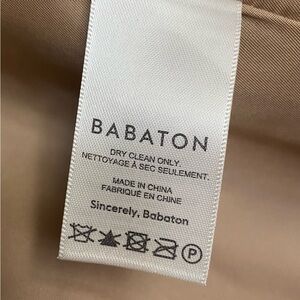 BABATON
DRY CLEAN ONLY.
NETTOYAGE À SEC SEULEMENT.
MADE IN CHINA
FABRIQUÉ EN CHINE
Sincerely, Babaton
P